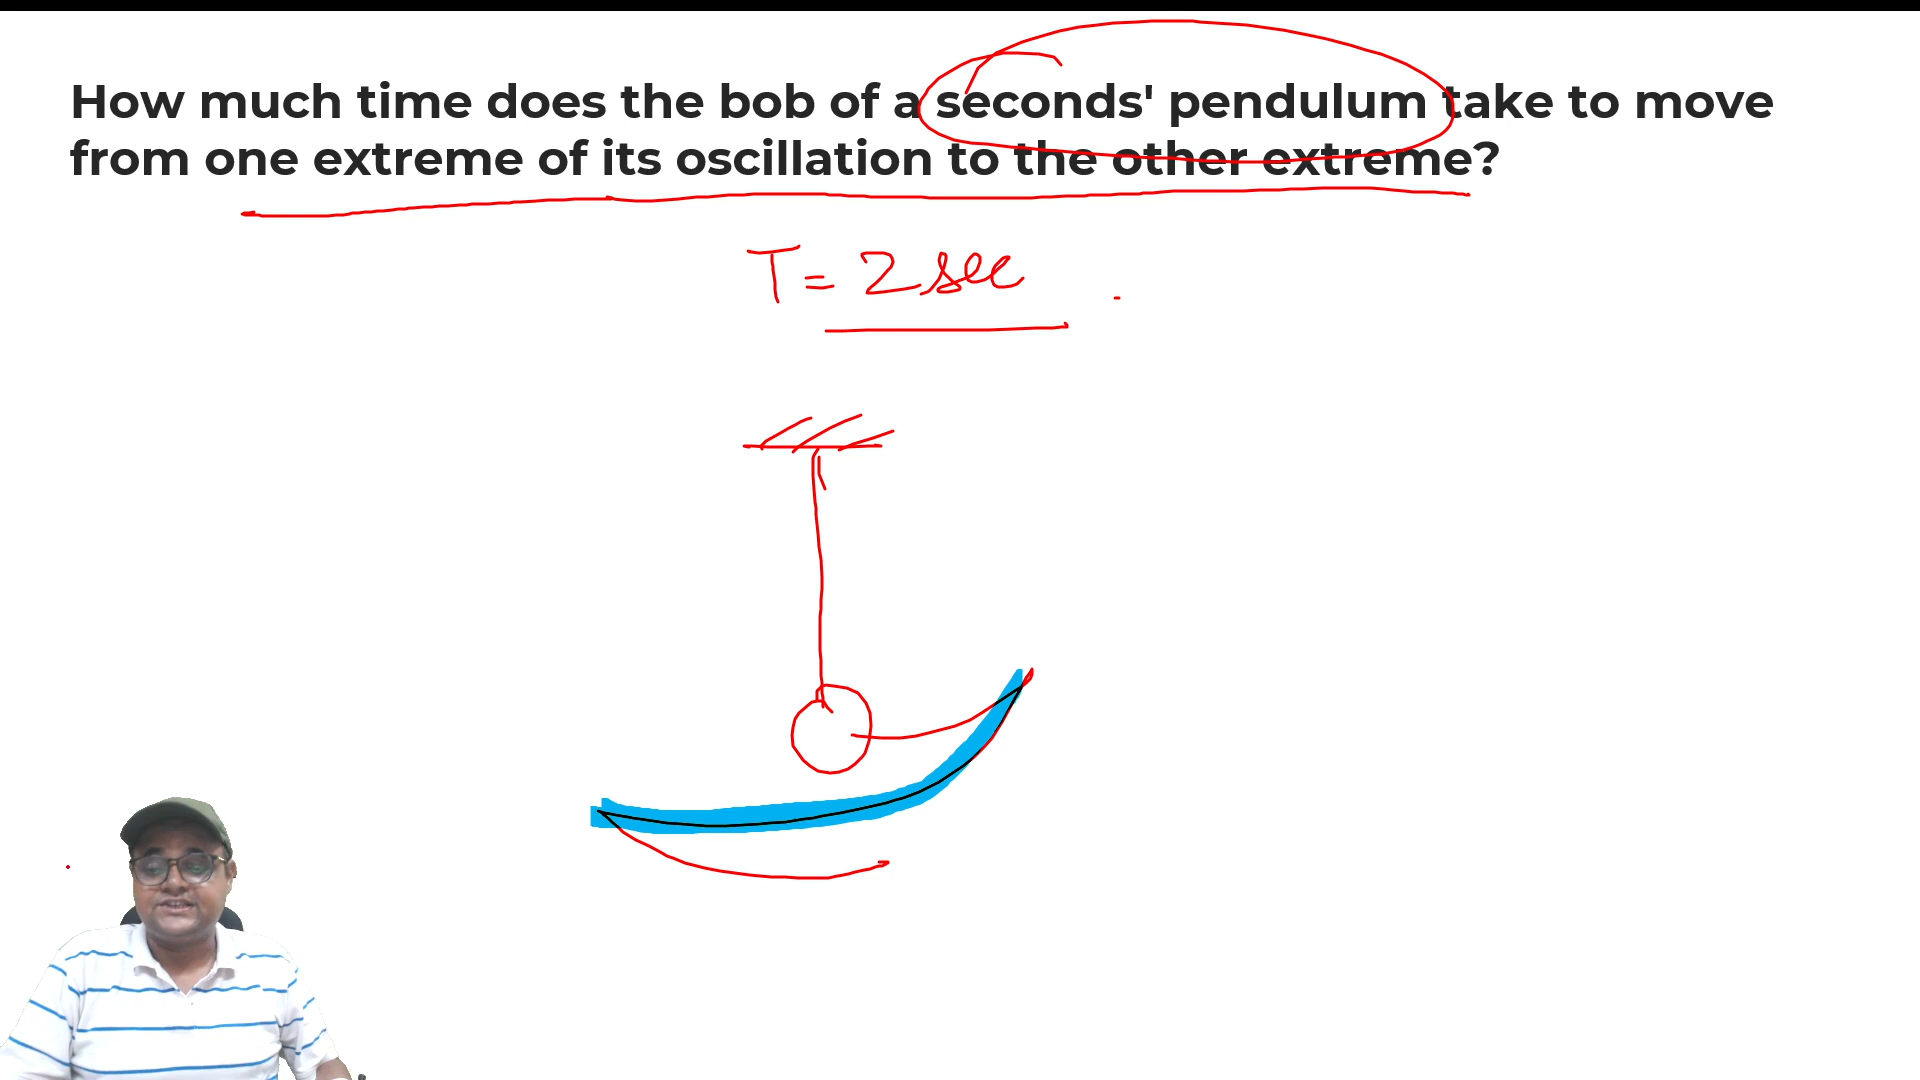 How much time does the bob of a seconds' pendulum take to move
from one extreme of its oscillation to the other extreme?
T = 2 sec